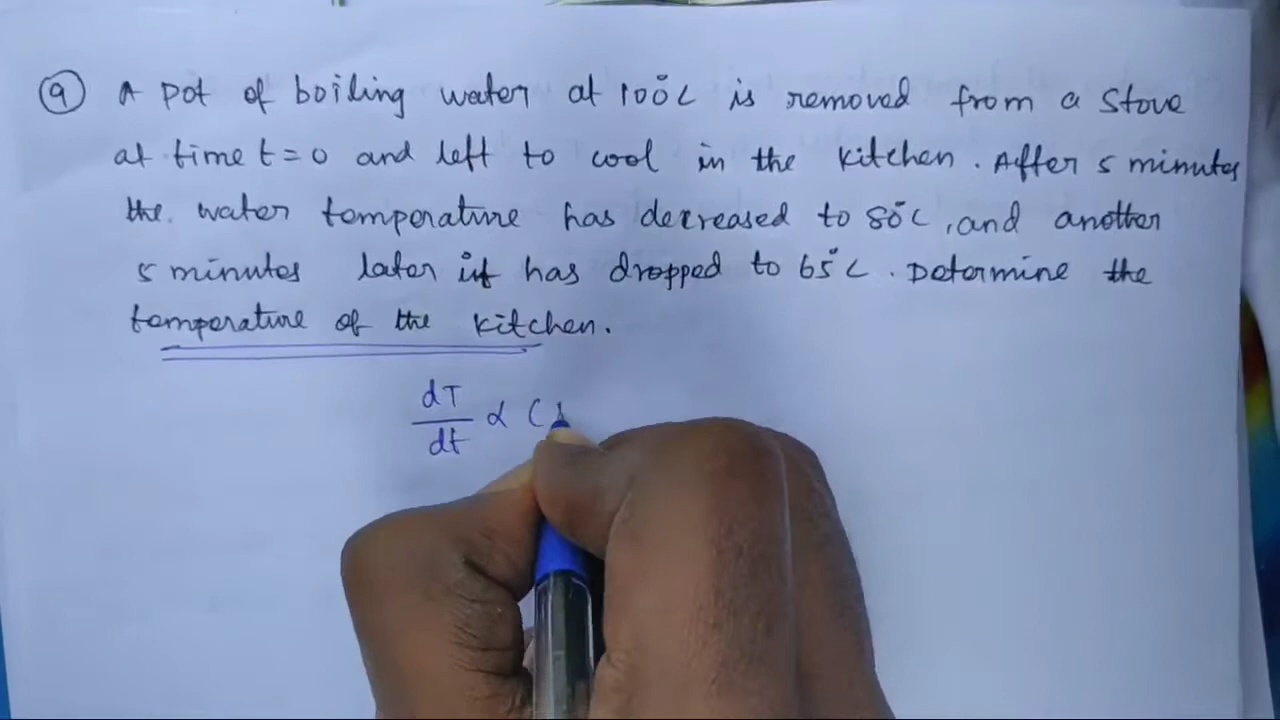 9 A pot of boiling water at 100°C is removed from a stove
at time t=0 and left to cool in the kitchen. After 5 minutes
the water temperature has decreased to 80°C, and another
5 minutes later it has dropped to 65°C. Determine the
temperature of the kitchen.
dT/dt ∝ (